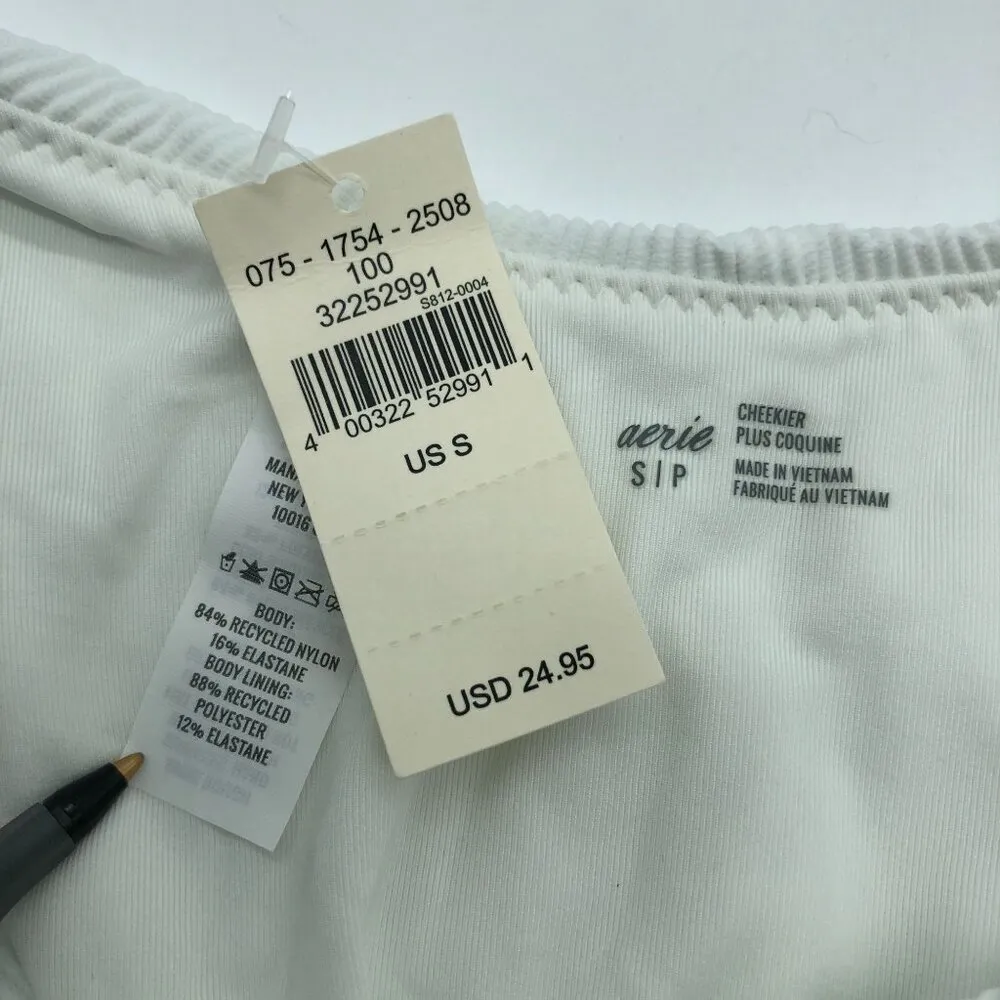 075 - 1754 - 2508
100
32252991
S812-0004
4 00322 52991 1
US S
USD 24.95
aerie
S|P
CHEEKIER
PLUS COQUINE
MADE IN VIETNAM
FABRIQUÉ AU VIETNAM
NEW
10016
BODY:
84% RECYCLED NYLON
16% ELASTANE
BODY LINING:
88% RECYCLED
POLYESTER
12% ELASTANE